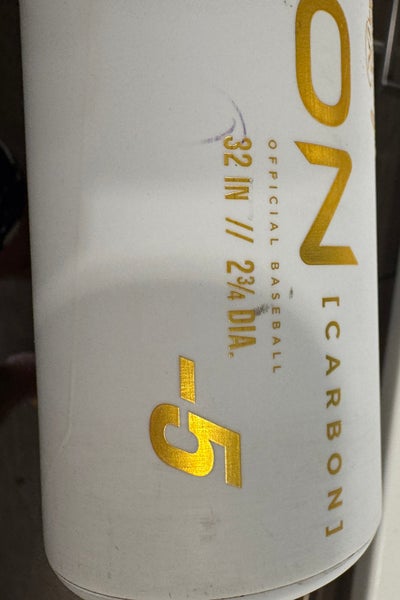 ON [CARBON]
OFFICIAL BASEBALL
32 IN // 2¾ DIA.
-5